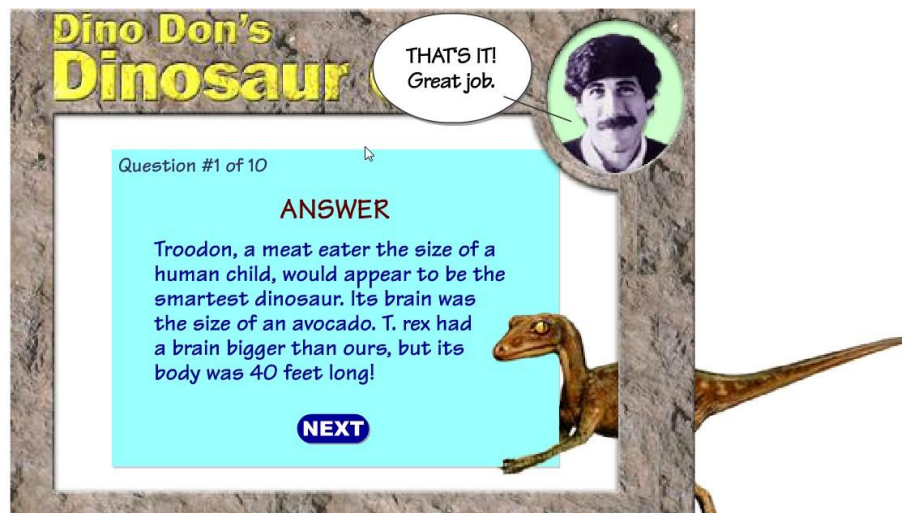 Dino Don's
Dinosaur
THAT'S IT!
Great job.
Question #1 of 10
ANSWER
Troodon, a meat eater the size of a
human child, would appear to be the
smartest dinosaur. Its brain was
the size of an avocado. T. rex had
a brain bigger than ours, but its
body was 40 feet long!
NEXT